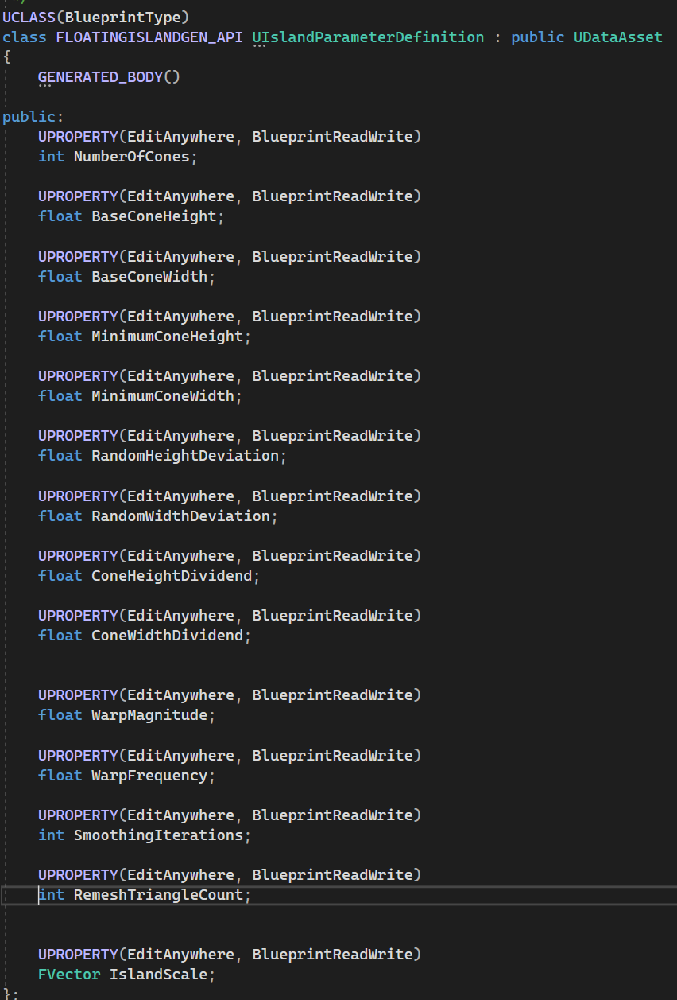 */
UCLASS(BlueprintType)
class FLOATINGISLANDGEN_API UIslandParameterDefinition : public UDataAsset
{
GENERATED_BODY()
public:
UPROPERTY(EditAnywhere, BlueprintReadWrite)
int NumberOfCones;
UPROPERTY(EditAnywhere, BlueprintReadWrite)
float BaseConeHeight;
UPROPERTY(EditAnywhere, BlueprintReadWrite)
float BaseConeWidth;
UPROPERTY(EditAnywhere, BlueprintReadWrite)
float MinimumConeHeight;
UPROPERTY(EditAnywhere, BlueprintReadWrite)
float MinimumConeWidth;
UPROPERTY(EditAnywhere, BlueprintReadWrite)
float RandomHeightDeviation;
UPROPERTY(EditAnywhere, BlueprintReadWrite)
float RandomWidthDeviation;
UPROPERTY(EditAnywhere, BlueprintReadWrite)
float ConeHeightDividend;
UPROPERTY(EditAnywhere, BlueprintReadWrite)
float ConeWidthDividend;
UPROPERTY(EditAnywhere, BlueprintReadWrite)
float WarpMagnitude;
UPROPERTY(EditAnywhere, BlueprintReadWrite)
float WarpFrequency;
UPROPERTY(EditAnywhere, BlueprintReadWrite)
int SmoothingIterations;
UPROPERTY(EditAnywhere, BlueprintReadWrite)
int RemeshTriangleCount;
UPROPERTY(EditAnywhere, BlueprintReadWrite)
FVector IslandScale;
};